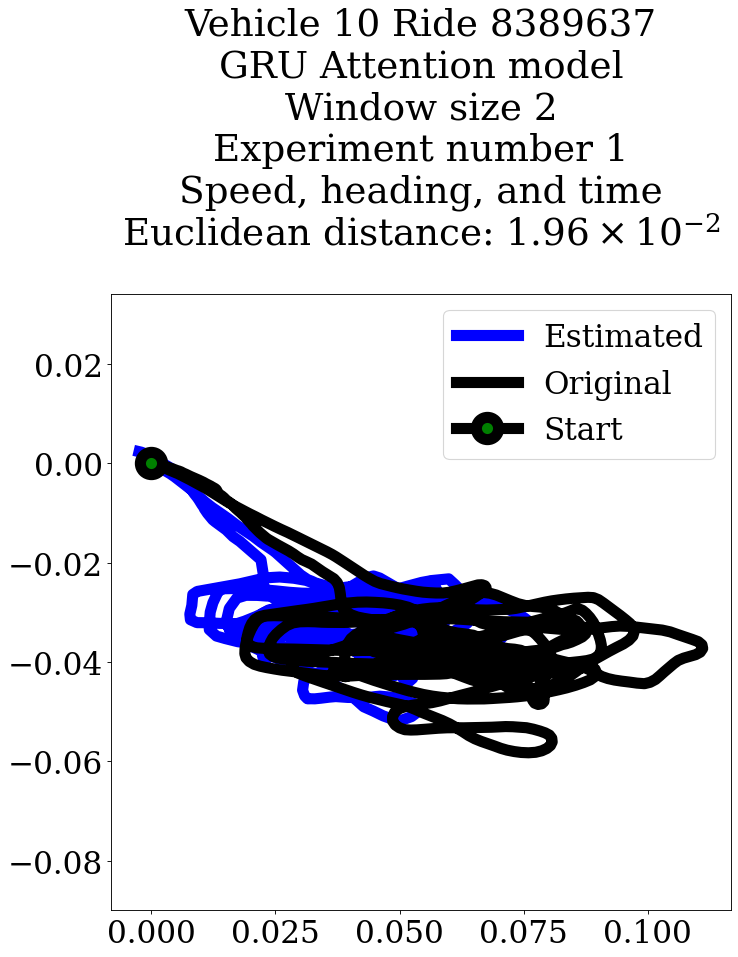 Vehicle 10 Ride 8389637
GRU Attention model
Window size 2
Experiment number 1
Speed, heading, and time
Euclidean distance: 1.96 × 10⁻²
Estimated
Original
Start
0.02
0.00
−0.02
−0.04
−0.06
−0.08
0.000 0.025 0.050 0.075 0.100